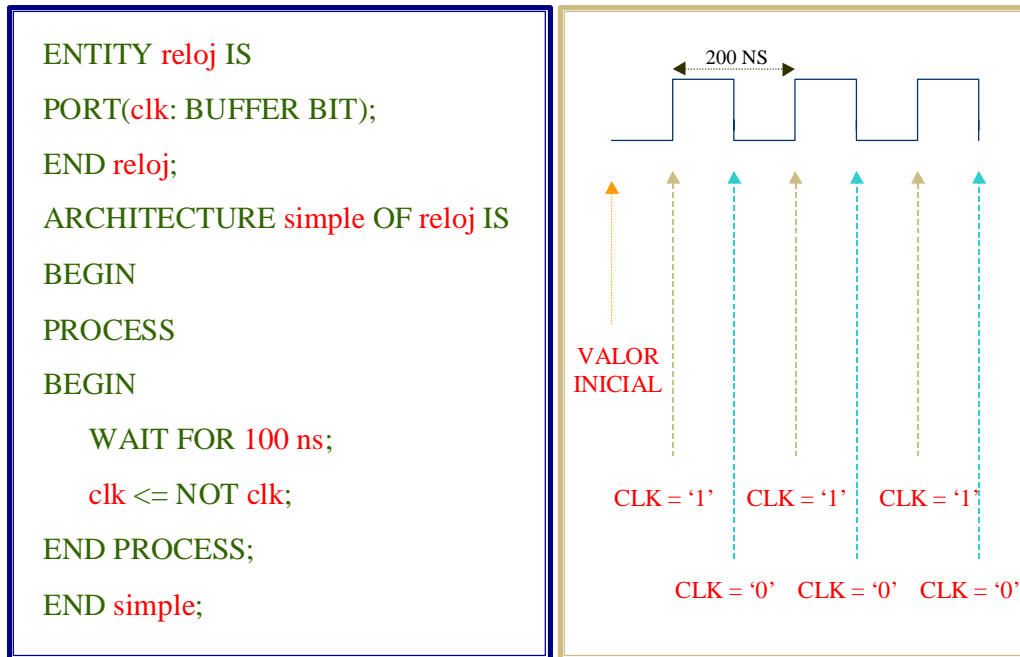 ENTITY reloj IS
PORT(clk: BUFFER BIT);
END reloj;
ARCHITECTURE simple OF reloj IS
BEGIN
PROCESS
BEGIN
WAIT FOR 100 ns;
clk <= NOT clk;
END PROCESS;
END simple;
200 NS
VALOR
INICIAL
CLK = ‘1’ CLK = ‘1’ CLK = ‘1’
CLK = ‘0’ CLK = ‘0’ CLK = ‘0’